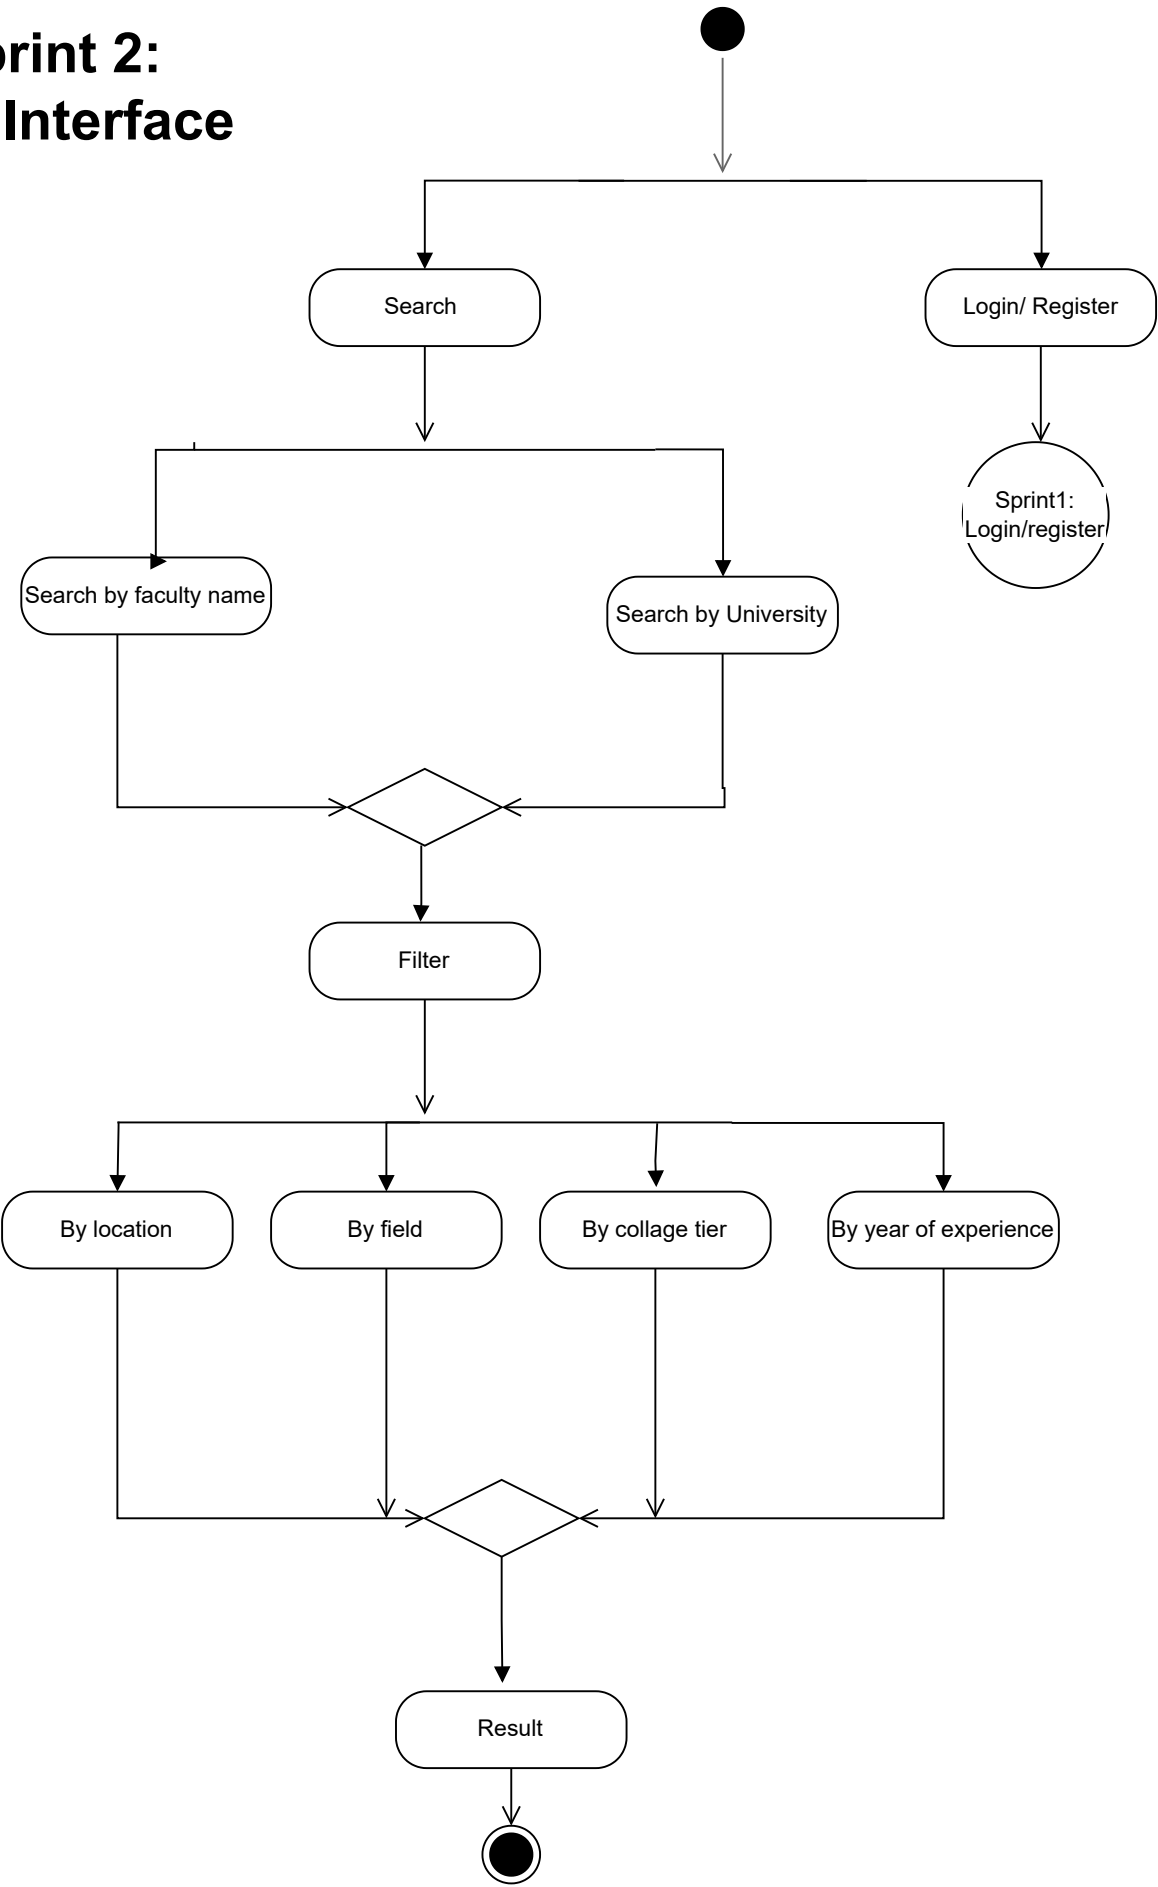 print 2:
Interface
Search
Login/ Register
Sprint1:
Login/register
Search by faculty name
Search by University
Filter
By location
By field
By collage tier
By year of experience
Result